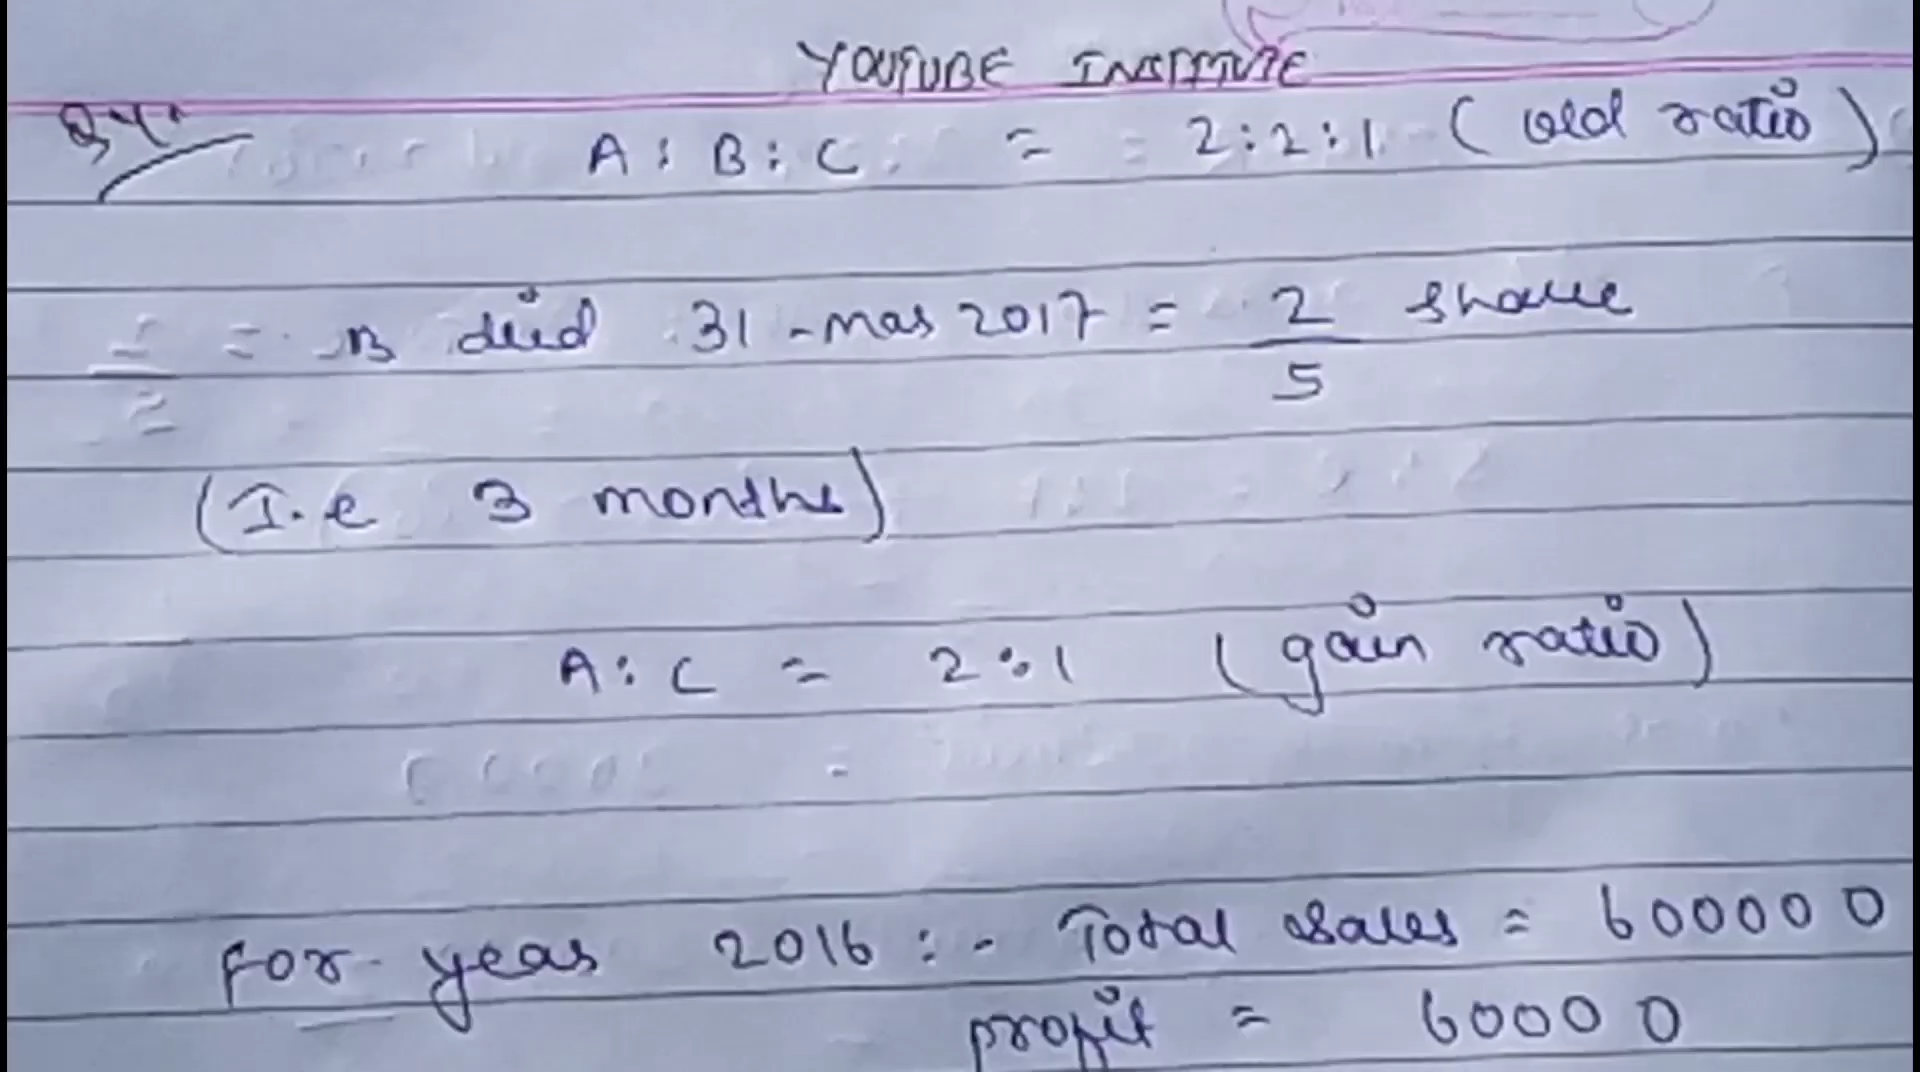 YOUTUBE INSTITUTE
A : B : C = 2:2:1 (old ratio)
B died 31-mar 2017 = 2/5 share
(I.e 3 months)
A : C = 2:1 (gain ratio)
For year 2016 :- Total sales = 600000
profit = 60000